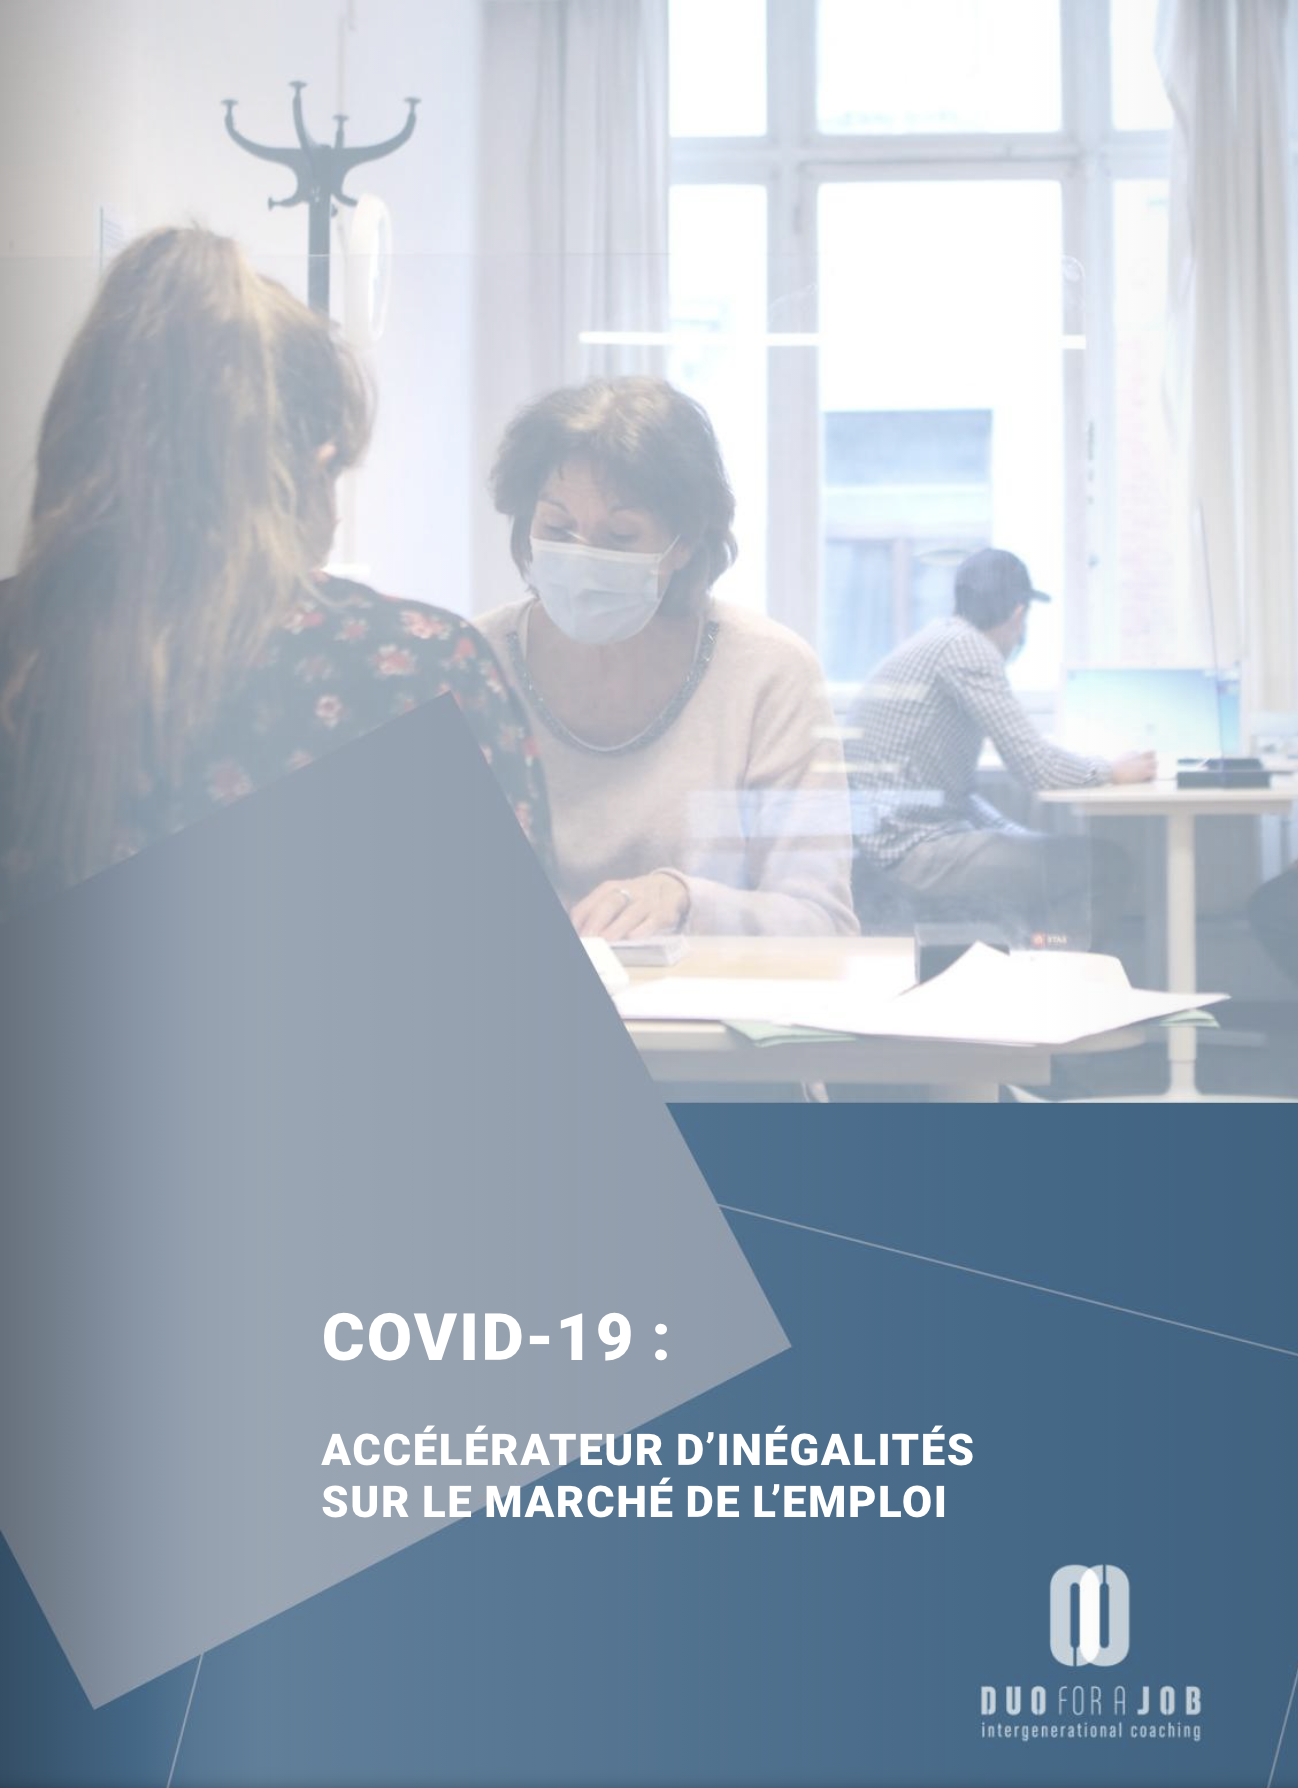 COVID-19 :
ACCÉLÉRATEUR D’INÉGALITÉS
SUR LE MARCHÉ DE L’EMPLOI
DUO FOR A JOB
intergenerational coaching